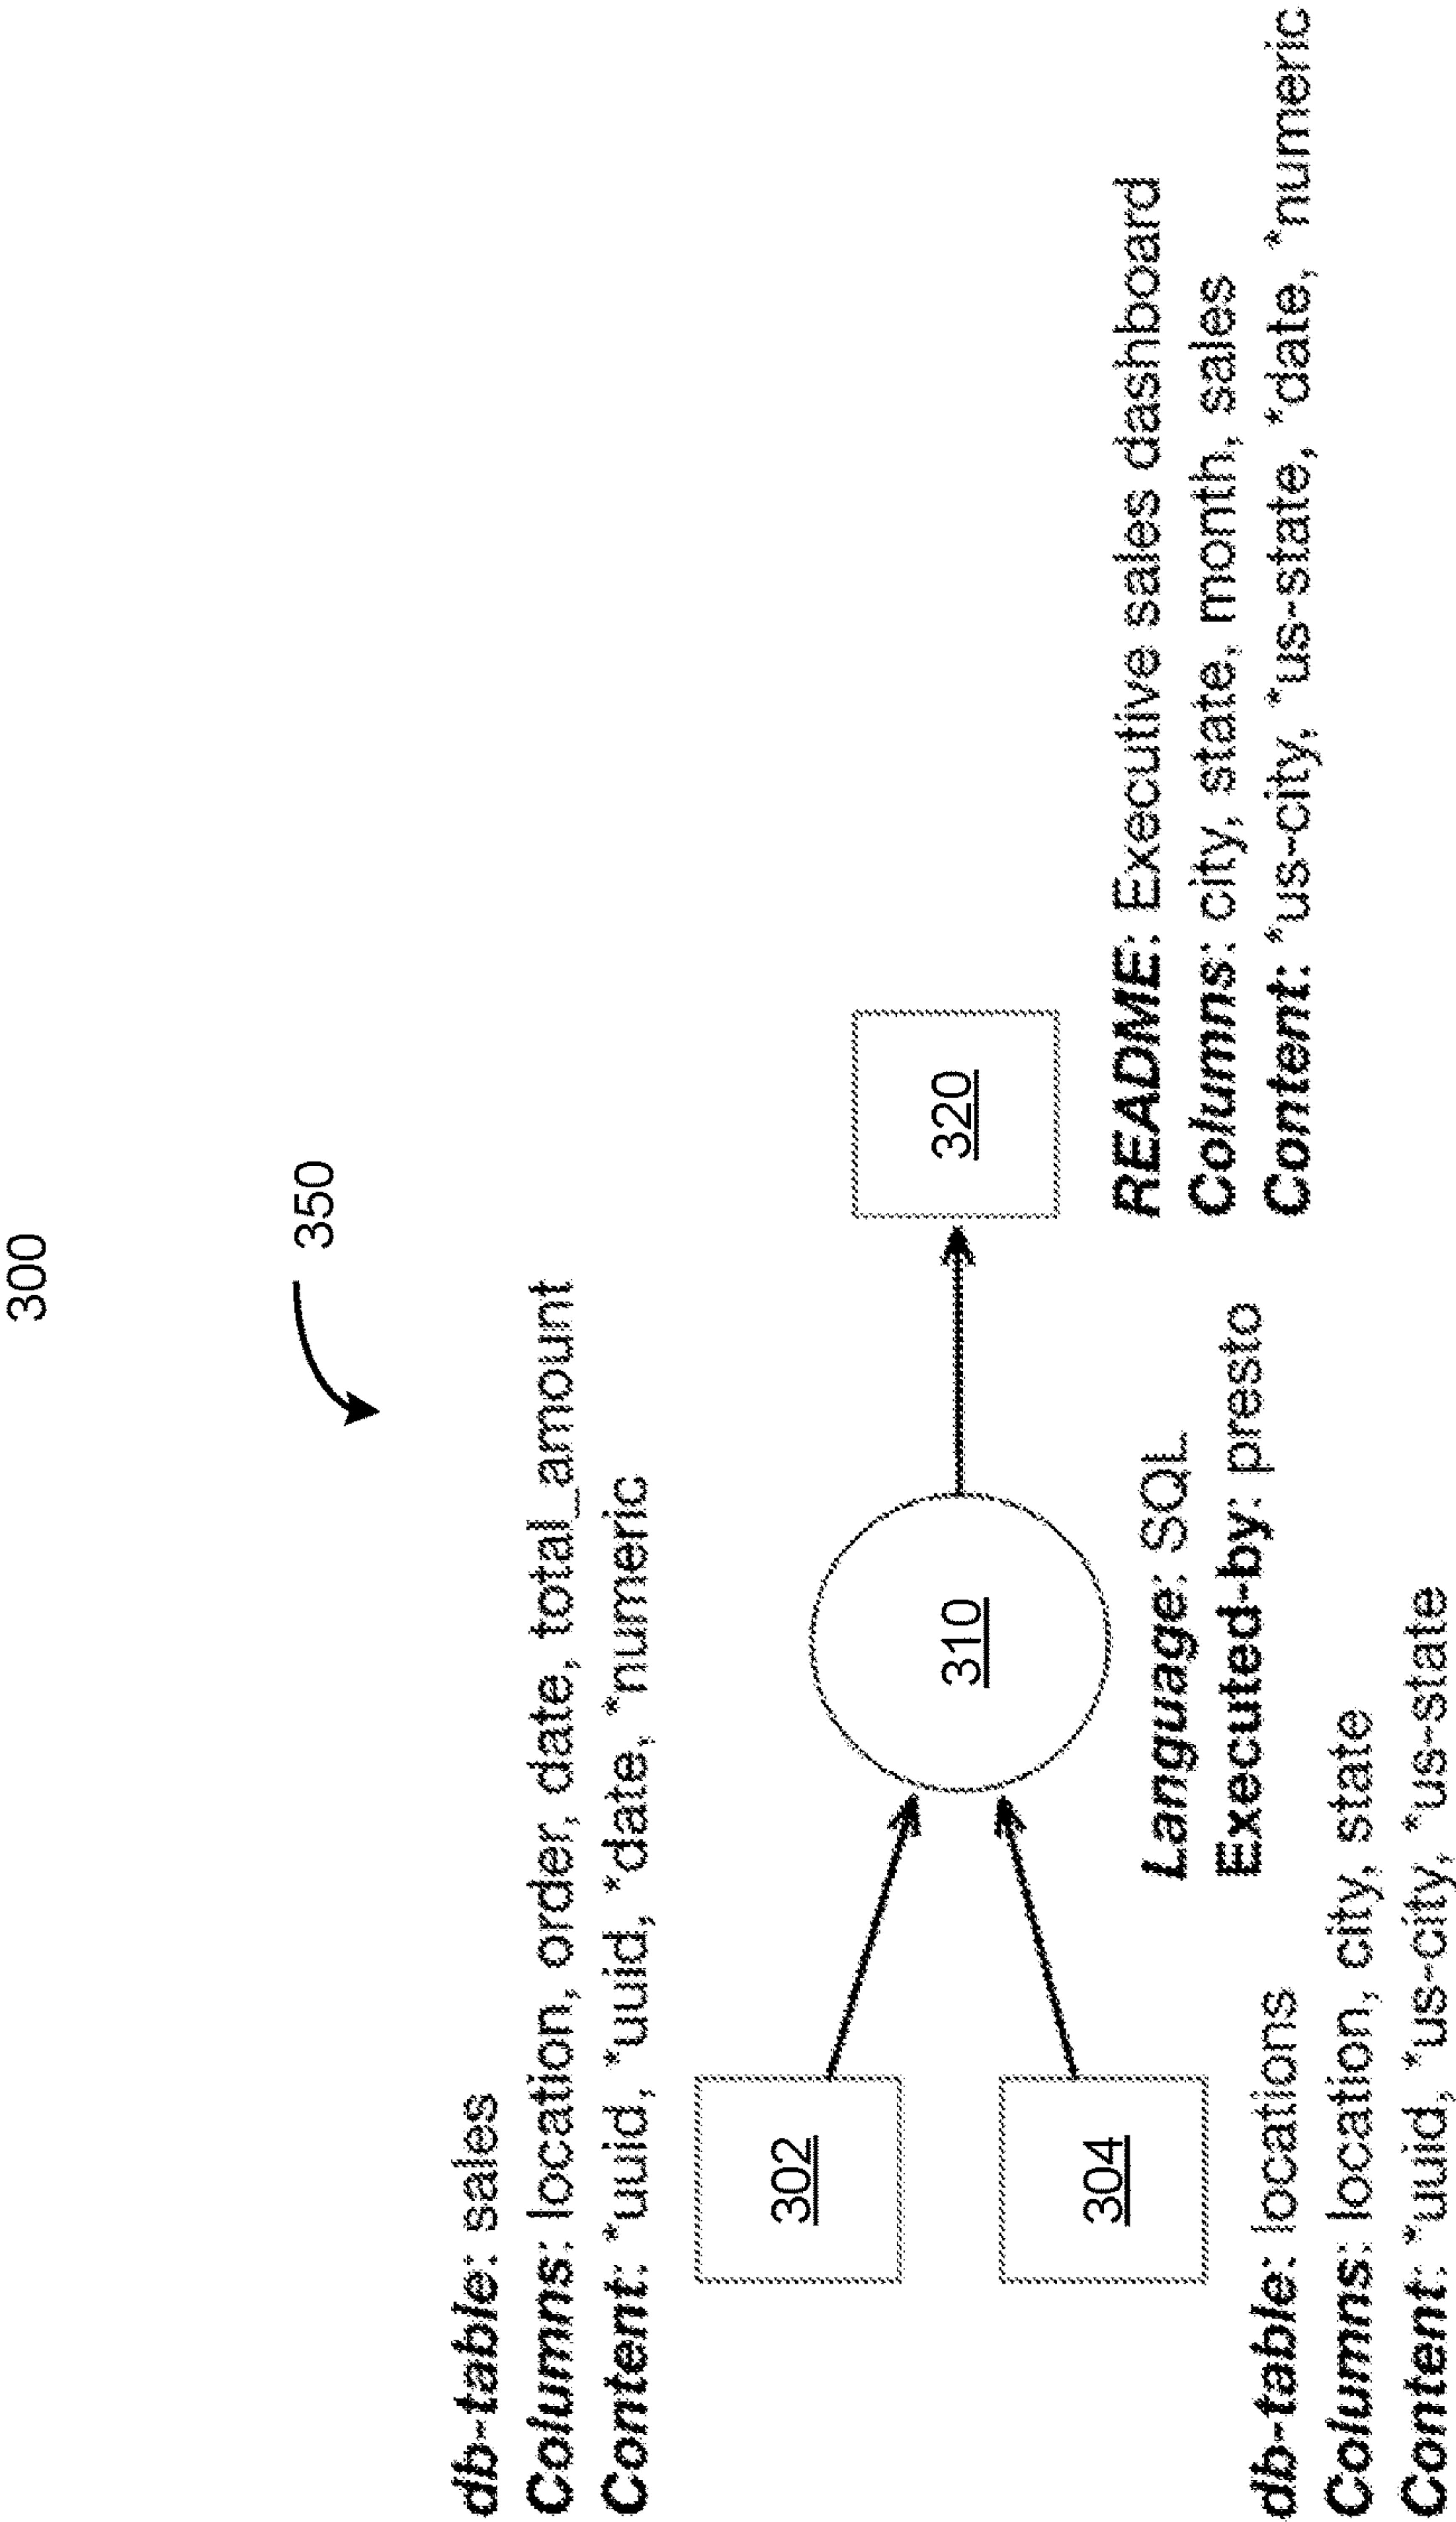 300
350
db-table: sales
Columns: location, order, date, total_amount
Content: *uuid, *uuid, *date, *numeric
302
304
310
320
db-table: locations
Columns: location, city, state
Content: *uuid, *us-city, *us-state
Language: SQL
Executed-by: presto
README: Executive sales dashboard
Columns: city, state, month, sales
Content: *us-city, *us-state, *date, *numeric